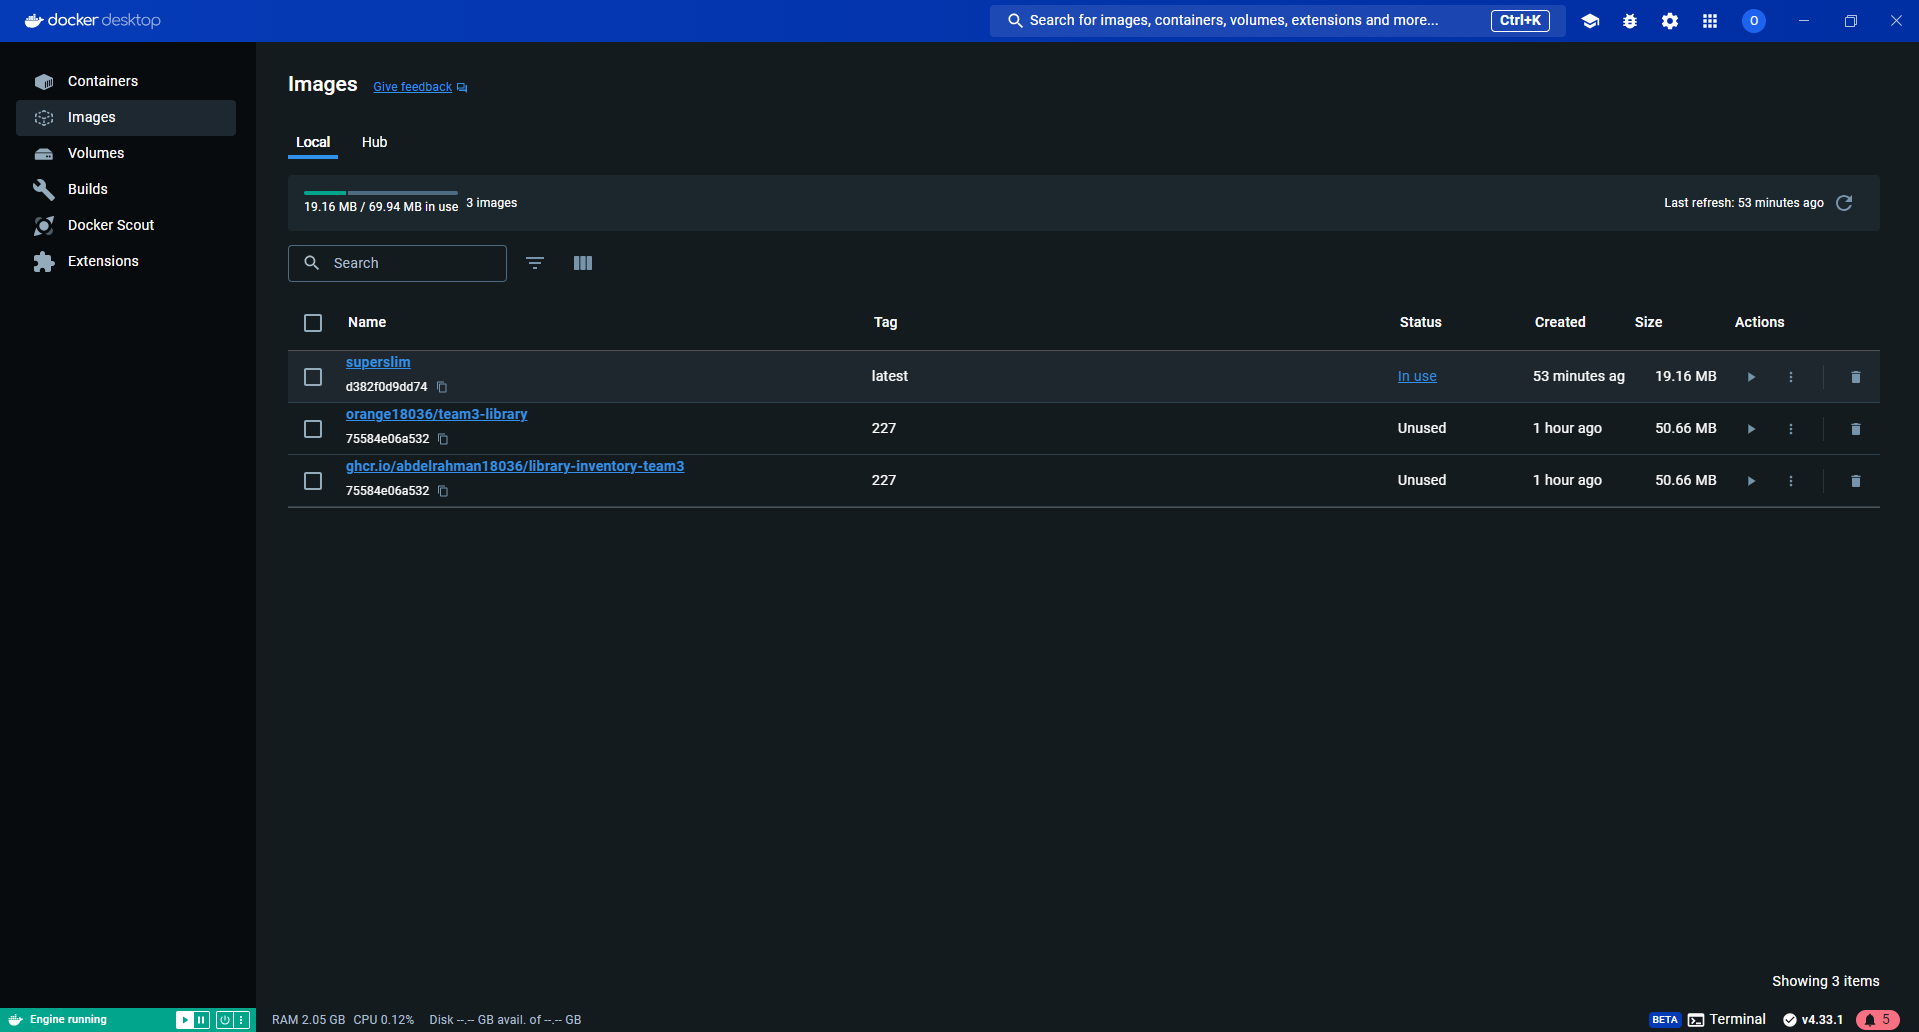 docker desktop
Search for images, containers, volumes, extensions and more... Ctrl+K
O
Containers
Images
Volumes
Builds
Docker Scout
Extensions
Images Give feedback
Local Hub
19.16 MB / 69.94 MB in use 3 images
Last refresh: 53 minutes ago
Search
Name Tag Status Created Size Actions
superslim
d382f0d9dd74
latest In use 53 minutes ag 19.16 MB
orange18036/team3-library
75584e06a532
227 Unused 1 hour ago 50.66 MB
ghcr.io/abdelrahman18036/library-inventory-team3
75584e06a532
227 Unused 1 hour ago 50.66 MB
Showing 3 items
Engine running
RAM 2.05 GB CPU 0.12% Disk --.-- GB avail. of --.-- GB
BETA Terminal v4.33.1 5